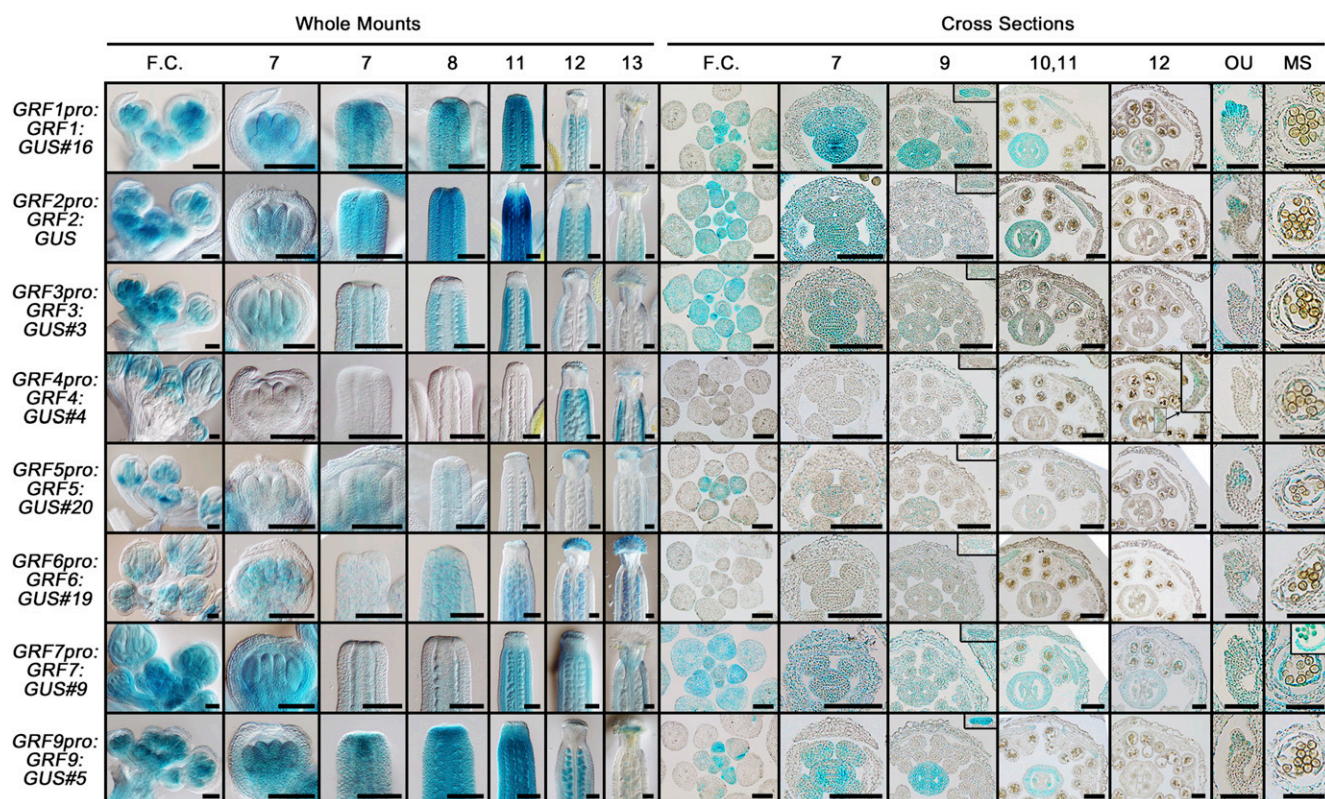 Whole Mounts Cross Sections
F.C. 7 7 8 11 12 13 F.C. 7 9 10,11 12 OU MS
GRF1pro:
GRF1:
GUS#16
GRF2pro:
GRF2:
GUS
GRF3pro:
GRF3:
GUS#3
GRF4pro:
GRF4:
GUS#4
GRF5pro:
GRF5:
GUS#20
GRF6pro:
GRF6:
GUS#19
GRF7pro:
GRF7:
GUS#9
GRF9pro:
GRF9:
GUS#5